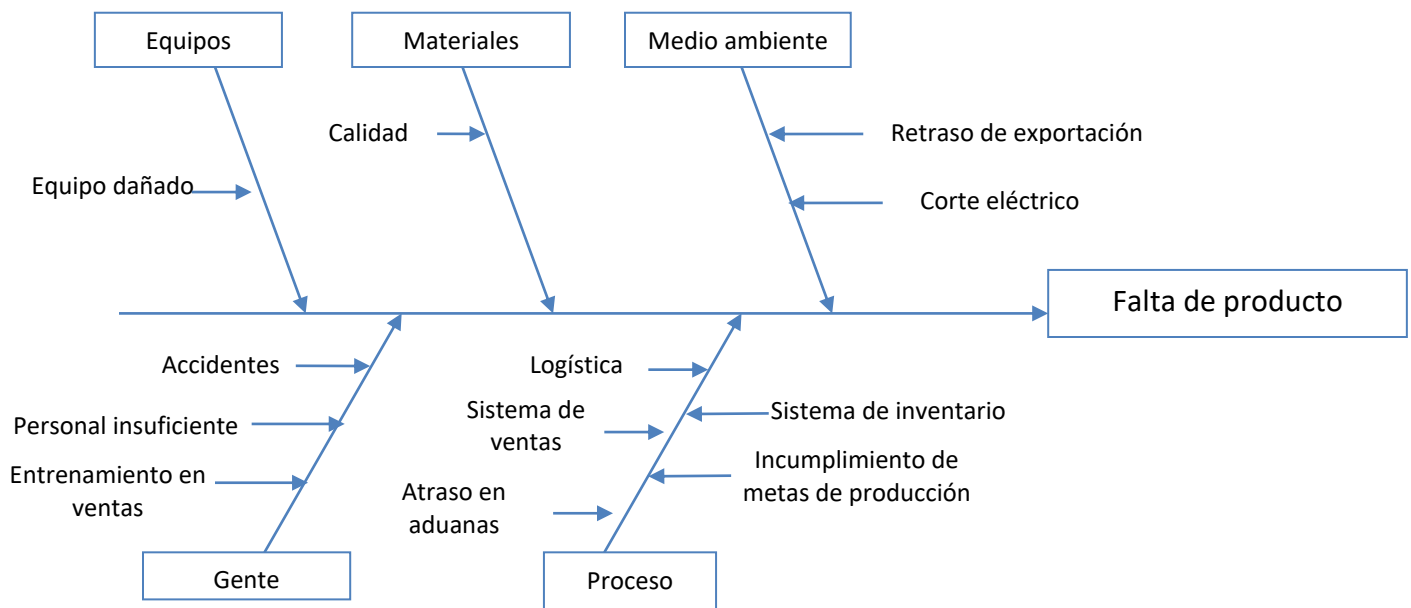 Equipos
Materiales
Medio ambiente
Calidad
Retraso de exportación
Equipo dañado
Corte eléctrico
Falta de producto
Accidentes
Logística
Personal insuficiente
Sistema de
ventas
Sistema de inventario
Entrenamiento en
ventas
Atraso en
aduanas
Incumplimiento de
metas de producción
Gente
Proceso